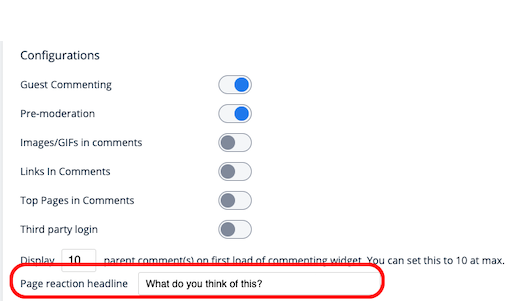 Configurations
Guest Commenting
Pre-moderation
Images/GIFs in comments
Links In Comments
Top Pages in Comments
Third party login
Display 10 parent comment(s) on first load of commenting widget. You can set this to 10 at max.
Page reaction headline What do you think of this?